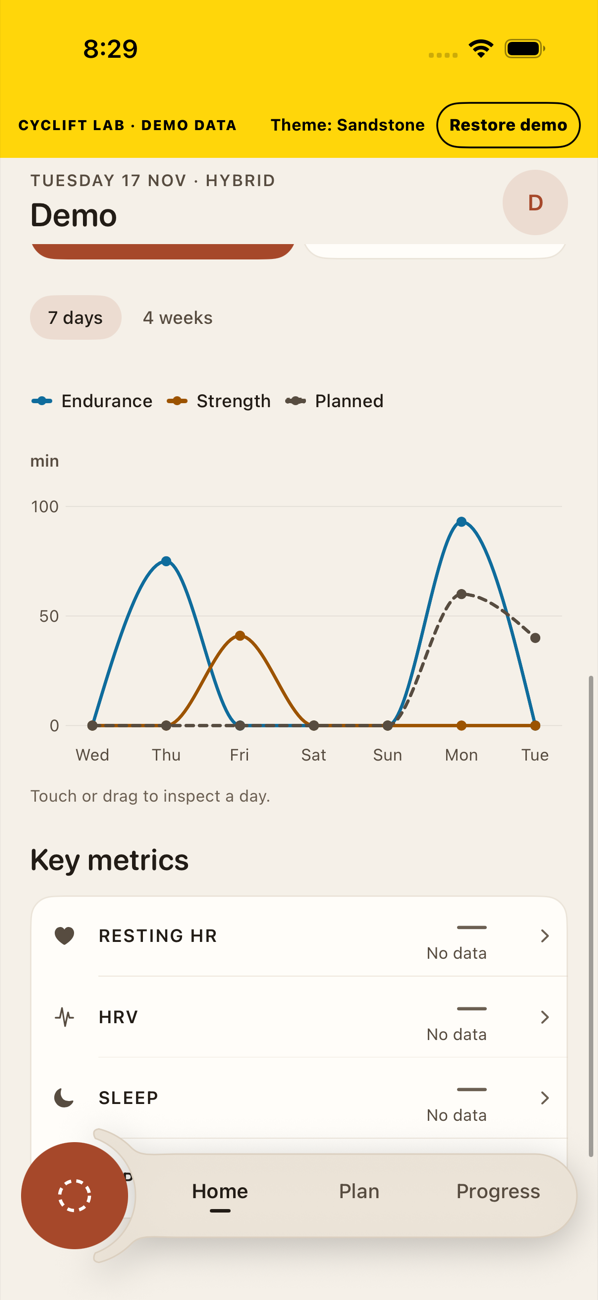 8:29
CYCLIFT LAB · DEMO DATA Theme: Sandstone Restore demo
TUESDAY 17 NOV · HYBRID
Demo
D
7 days 4 weeks
Endurance Strength Planned
min
100
50
0
Wed Thu Fri Sat Sun Mon Tue
Touch or drag to inspect a day.
Key metrics
RESTING HR
No data
HRV
No data
SLEEP
No data
Home Plan Progress